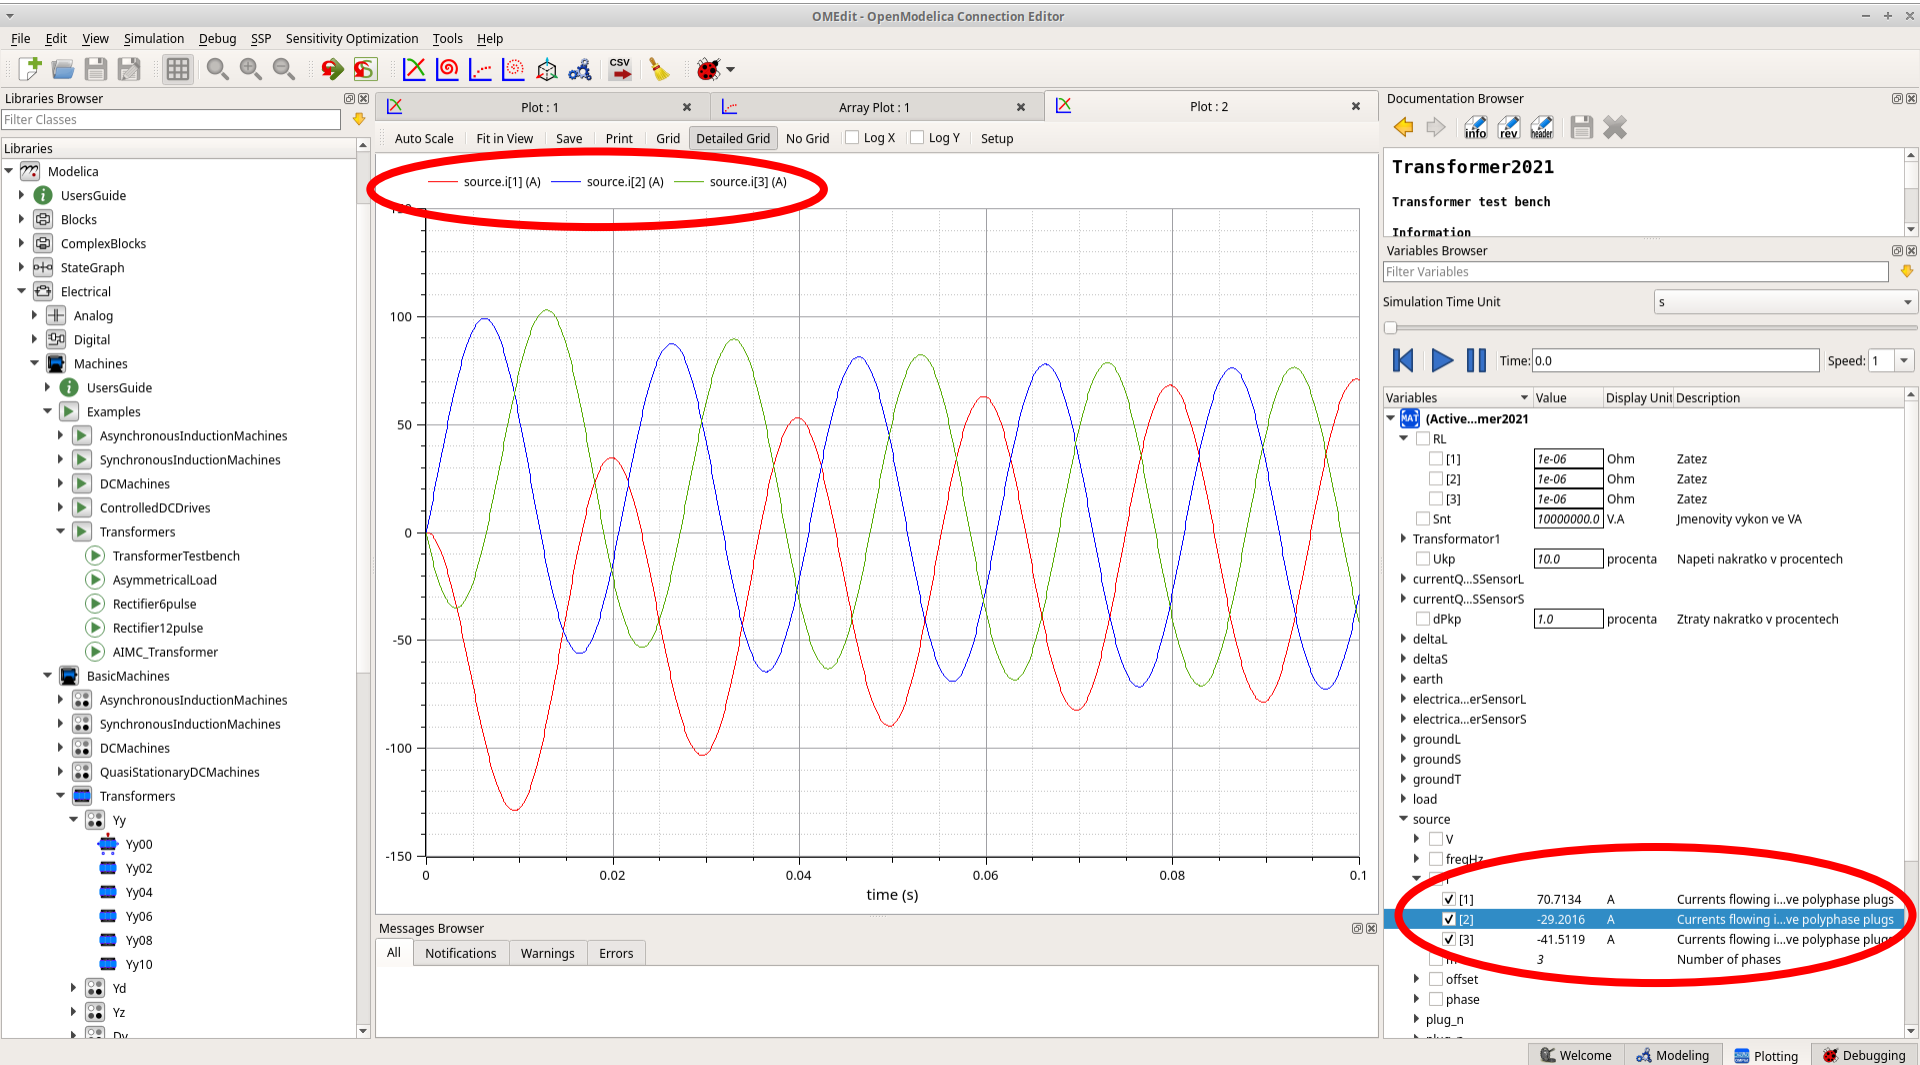 OMEdit - OpenModelica Connection Editor
File Edit View Simulation Debug SSP Sensitivity Optimization Tools Help
CSV
Libraries Browser
Filter Classes
Libraries
Modelica
UsersGuide
Blocks
ComplexBlocks
StateGraph
Electrical
Analog
Digital
Machines
UsersGuide
Examples
AsynchronousInductionMachines
SynchronousInductionMachines
DCMachines
ControlledDCDrives
Transformers
TransformerTestbench
AsymmetricalLoad
Rectifier6pulse
Rectifier12pulse
AIMC_Transformer
BasicMachines
AsynchronousInductionMachines
SynchronousInductionMachines
DCMachines
QuasiStationaryDCMachines
Transformers
Yy
Yy00
Yy02
Yy04
Yy06
Yy08
Yy10
Yd
Yz
Dy
Plot : 1 Array Plot : 1 Plot : 2
Auto Scale Fit in View Save Print Grid Detailed Grid No Grid Log X Log Y Setup
source.i[1] (A) source.i[2] (A) source.i[3] (A)
150
100
50
0
-50
-100
-150
0 0.02 0.04 0.06 0.08 0.1
time (s)
Messages Browser
All Notifications Warnings Errors
Documentation Browser
info rev header
Transformer2021
Transformer test bench
Information
Variables Browser
Filter Variables
Simulation Time Unit s
Time: 0.0 Speed: 1
Variables Value Display Unit Description
MAT (Active...mer2021
RL
[1] 1e-06 Ohm Zatez
[2] 1e-06 Ohm Zatez
[3] 1e-06 Ohm Zatez
Snt 10000000.0 V.A Jmenovity vykon ve VA
Transformator1
Ukp 10.0 procenta Napeti nakratko v procentech
currentQ...SSensorL
currentQ...SSensorS
dPkp 1.0 procenta Ztraty nakratko v procentech
deltaL
deltaS
earth
electrica...erSensorL
electrica...erSensorS
groundL
groundS
groundT
load
source
V
freqHz
i
[1] 70.7134 A Currents flowing i...ve polyphase plugs
[2] -29.2016 A Currents flowing i...ve polyphase plugs
[3] -41.5119 A Currents flowing i...ve polyphase plugs
m 3 Number of phases
offset
phase
plug_n
Welcome Modeling Plotting Debugging